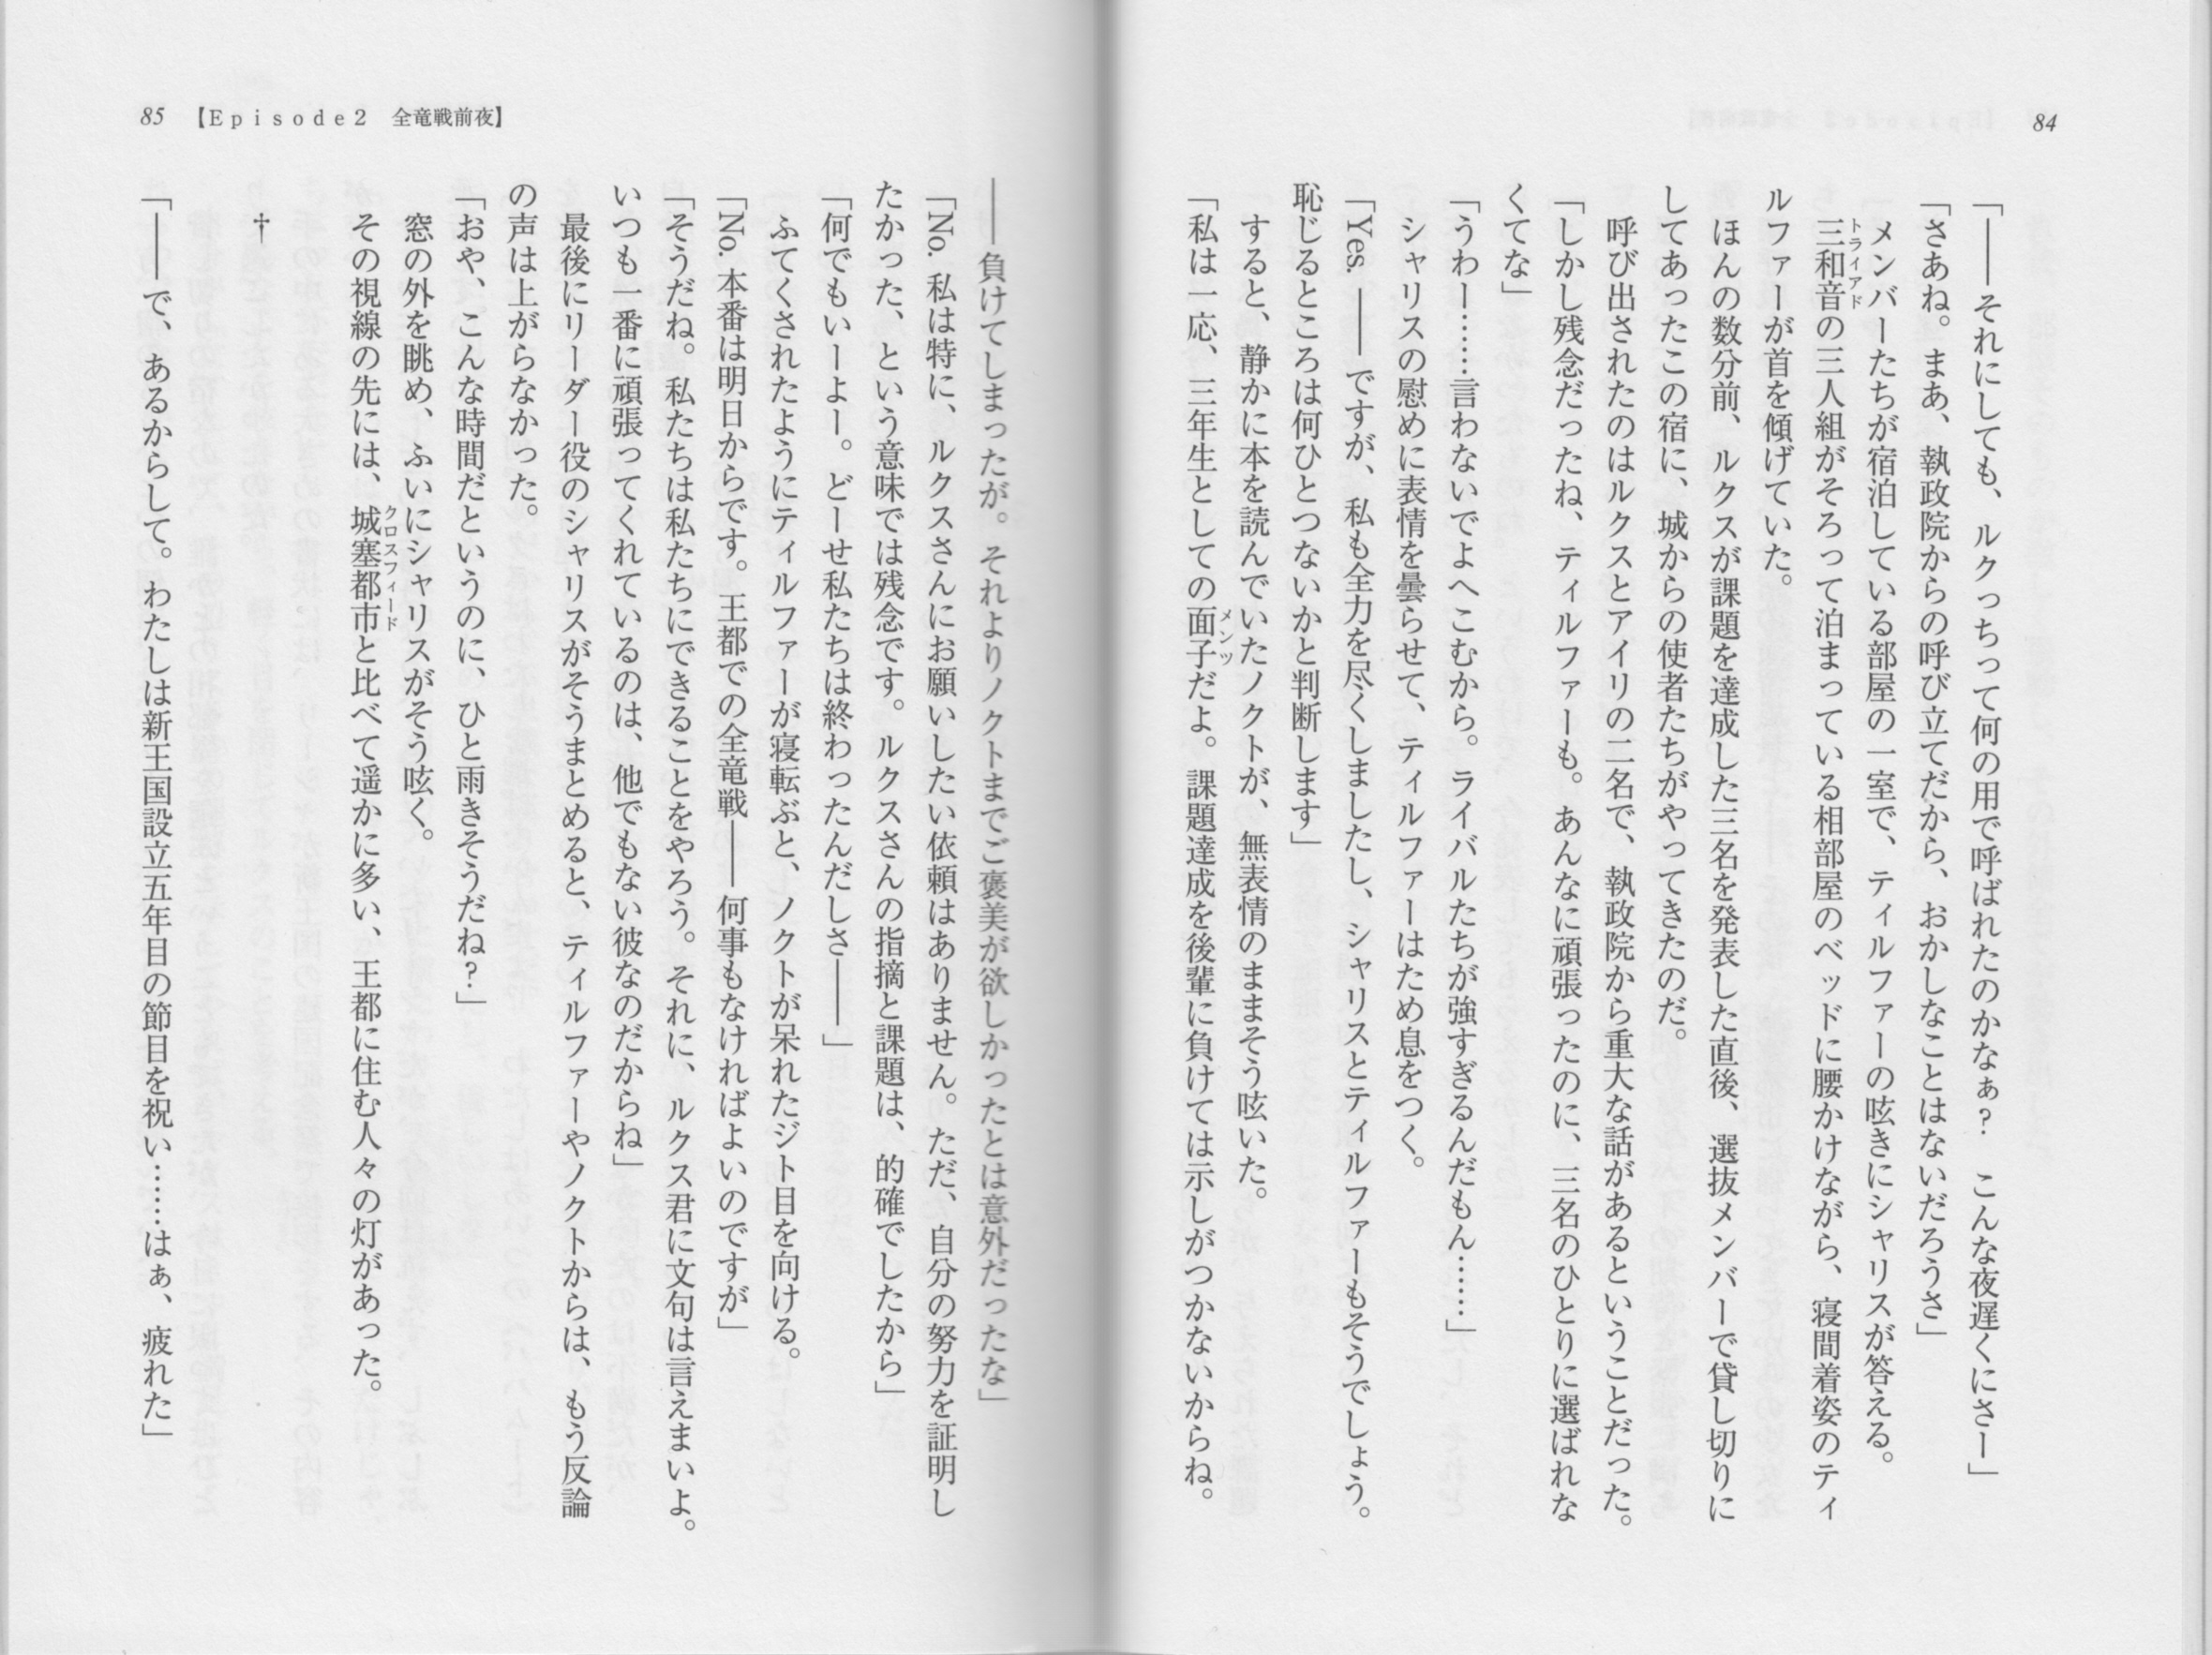 84
「――それにしても、ルクっちって何の用で呼ばれたのかなぁ？　こんな夜遅くにさー」
「さあね。まあ、執政院からの呼び立てだから、おかしなことはないだろうさ」
　メンバーたちが宿泊している部屋の一室で、ティルファーの呟きにシャリスが答える。
トライアド
　三和音の三人組がそろって泊まっている相部屋のベッドに腰かけながら、寝間着姿のティ
ルファーが首を傾げていた。
　ほんの数分前、ルクスが課題を達成した三名を発表した直後、選抜メンバーで貸し切りに
してあったこの宿に、城からの使者たちがやってきたのだ。
　呼び出されたのはルクスとアイリの二名で、執政院から重大な話があるということだった。
「しかし残念だったね、ティルファーも。あんなに頑張ったのに、三名のひとりに選ばれな
くてな」
「うわー……言わないでよへこむから。ライバルたちが強すぎるんだもん……」
　シャリスの慰めに表情を曇らせて、ティルファーはため息をつく。
「Yes. ――ですが、私も全力を尽くしましたし、シャリスとティルファーもそうでしょう。
恥じるところは何ひとつないかと判断します」
　すると、静かに本を読んでいたノクトが、無表情のままそう呟いた。
メンツ
「私は一応、三年生としての面子だよ。課題達成を後輩に負けては示しがつかないからね。
85　【Episode2　全竜戦前夜】
――負けてしまったが。それよりノクトまでご褒美が欲しかったとは意外だったな」
「No. 私は特に、ルクスさんにお願いしたい依頼はありません。ただ、自分の努力を証明し
たかった、という意味では残念です。ルクスさんの指摘と課題は、的確でしたから」
「何でもいーよー。どーせ私たちは終わったんだしさ――」
　ふてくされたようにティルファーが寝転ぶと、ノクトが呆れたジト目を向ける。
「No. 本番は明日からです。王都での全竜戦――何事もなければよいのですが」
「そうだね。私たちは私たちにできることをやろう。それに、ルクス君に文句は言えまいよ。
いつも一番に頑張ってくれているのは、他でもない彼なのだからね」
　最後にリーダー役のシャリスがそうまとめると、ティルファーやノクトからは、もう反論
の声は上がらなかった。
「おや、こんな時間だというのに、ひと雨きそうだね？」
　窓の外を眺め、ふいにシャリスがそう呟く。
クロスフィード
　その視線の先には、城塞都市と比べて遥かに多い、王都に住む人々の灯があった。
†
「――で、あるからして。わたしは新王国設立五年目の節目を祝い……はぁ、疲れた」